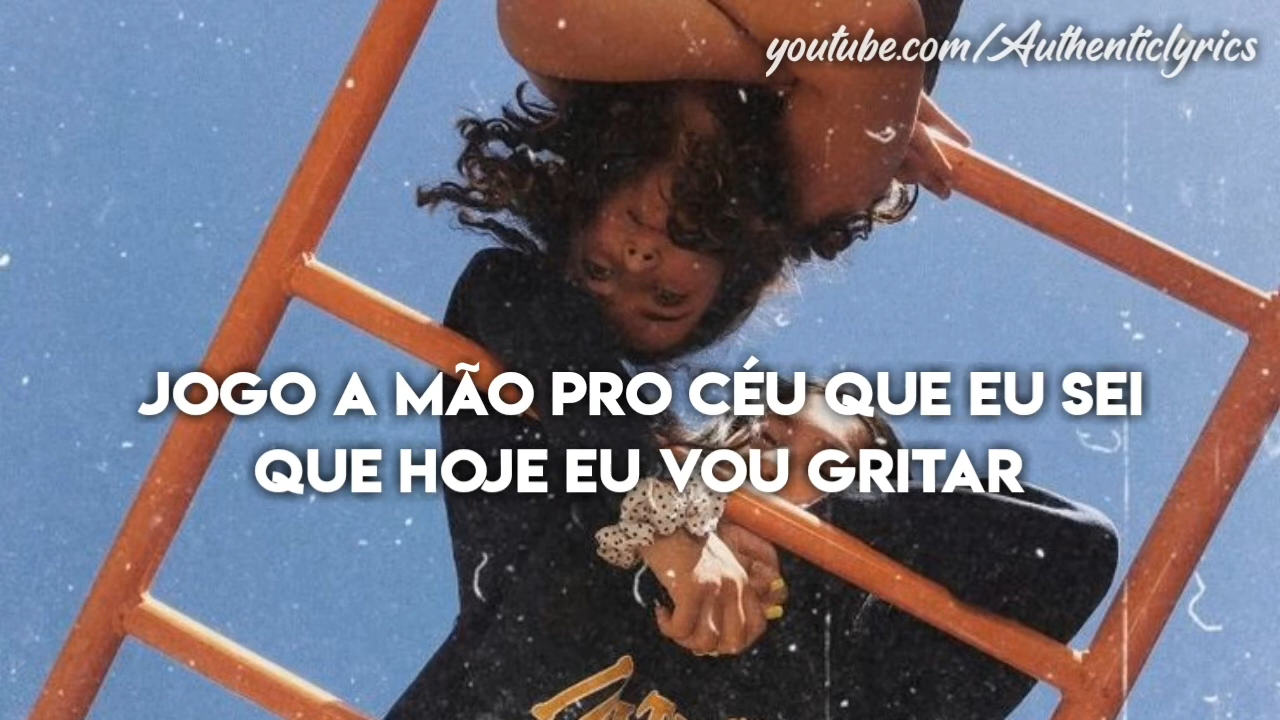 youtube.com/Authenticlyrics
JOGO A MÃO PRO CÉU QUE EU SEI
QUE HOJE EU VOU GRITAR